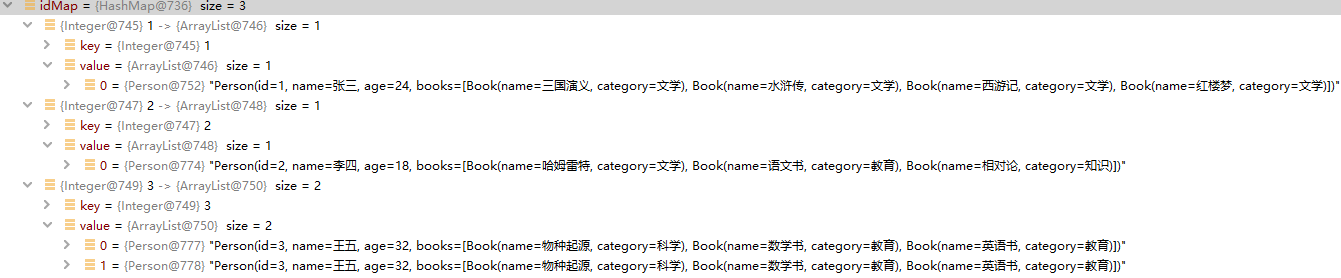 idMap = {HashMap@736} size = 3
{Integer@745} 1 -> {ArrayList@746} size = 1
key = {Integer@745} 1
value = {ArrayList@746} size = 1
0 = {Person@752} "Person(id=1, name=张三, age=24, books=[Book(name=三国演义, category=文学), Book(name=水浒传, category=文学), Book(name=西游记, category=文学), Book(name=红楼梦, category=文学)])"
{Integer@747} 2 -> {ArrayList@748} size = 1
key = {Integer@747} 2
value = {ArrayList@748} size = 1
0 = {Person@774} "Person(id=2, name=李四, age=18, books=[Book(name=哈姆雷特, category=文学), Book(name=语文书, category=教育), Book(name=相对论, category=知识)])"
{Integer@749} 3 -> {ArrayList@750} size = 2
key = {Integer@749} 3
value = {ArrayList@750} size = 2
0 = {Person@777} "Person(id=3, name=王五, age=32, books=[Book(name=物种起源, category=科学), Book(name=数学书, category=教育), Book(name=英语书, category=教育)])"
1 = {Person@778} "Person(id=3, name=王五, age=32, books=[Book(name=物种起源, category=科学), Book(name=数学书, category=教育), Book(name=英语书, category=教育)])"